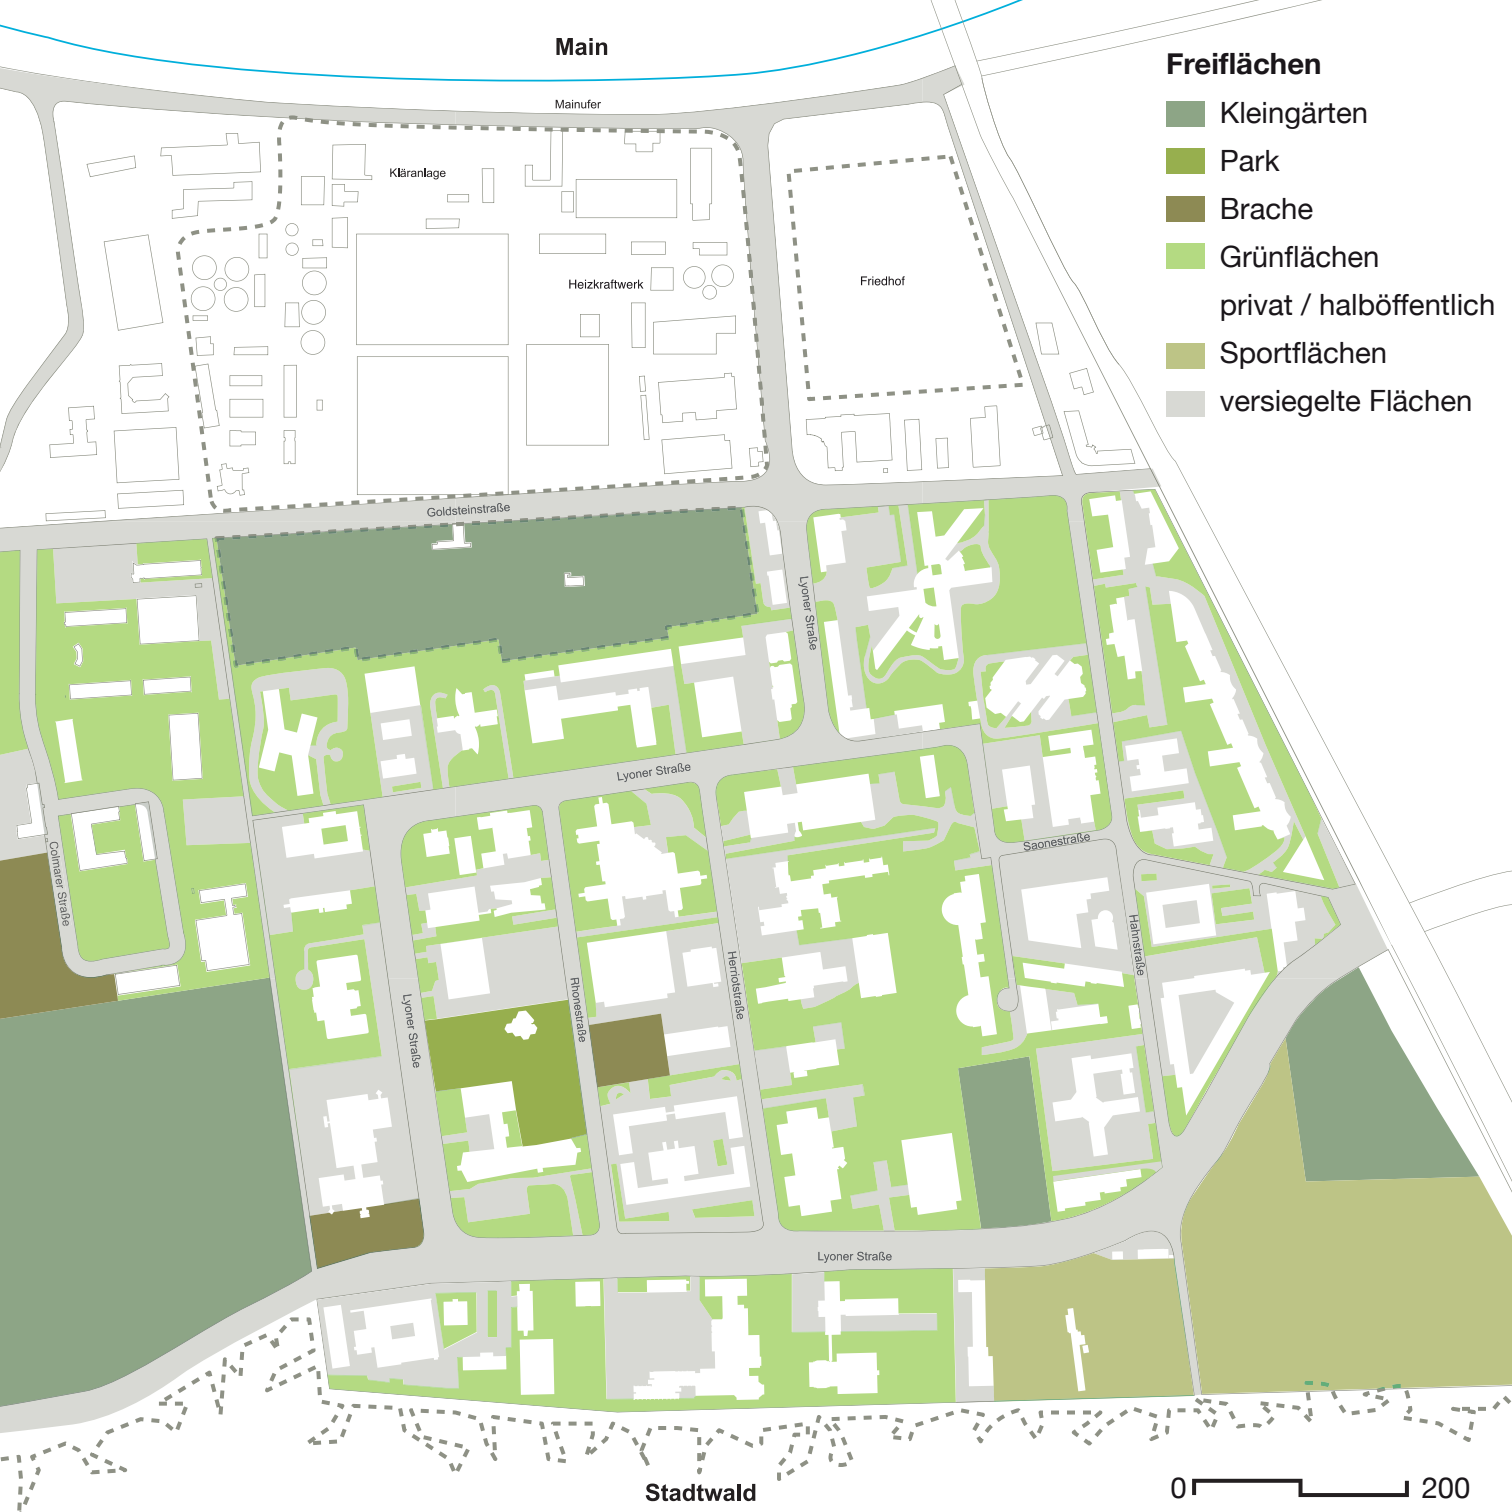 Main
Mainufer
Freiflächen
Kleingärten
Park
Brache
Grünflächen
privat / halböffentlich
Sportflächen
versiegelte Flächen
Kläranlage
Heizkraftwerk
Friedhof
Goldsteinstraße
Lyoner Straße
Lyoner Straße
Saonestraße
Colmarer Straße
Hahnstraße
Herriotstraße
Rhonestraße
Lyoner Straße
Lyoner Straße
Stadtwald
0 200